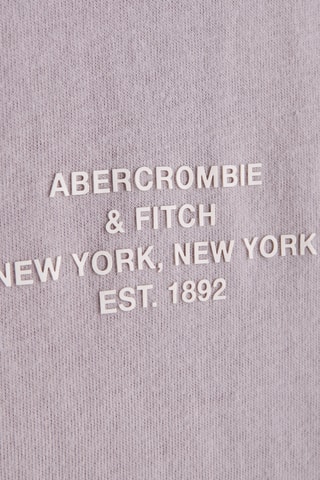 ABERCROMBIE
& FITCH
NEW YORK, NEW YORK
EST. 1892